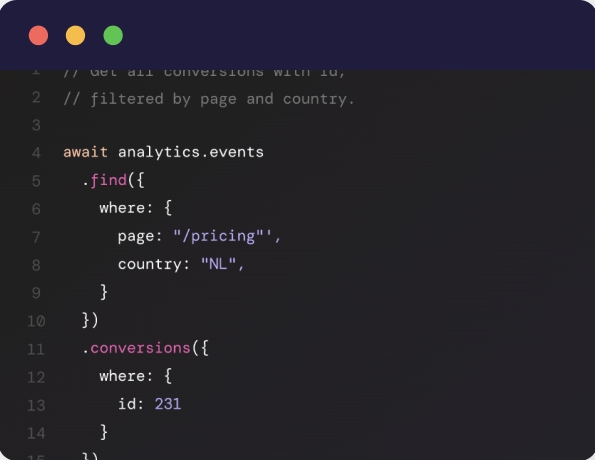 1 // Get all conversions with id,
2 // filtered by page and country.
3
4 await analytics.events
5 .find({
6 where: {
7 page: "/pricing"',
8 country: "NL",
9 }
10 })
11 .conversions({
12 where: {
13 id: 231
14 }
15 })